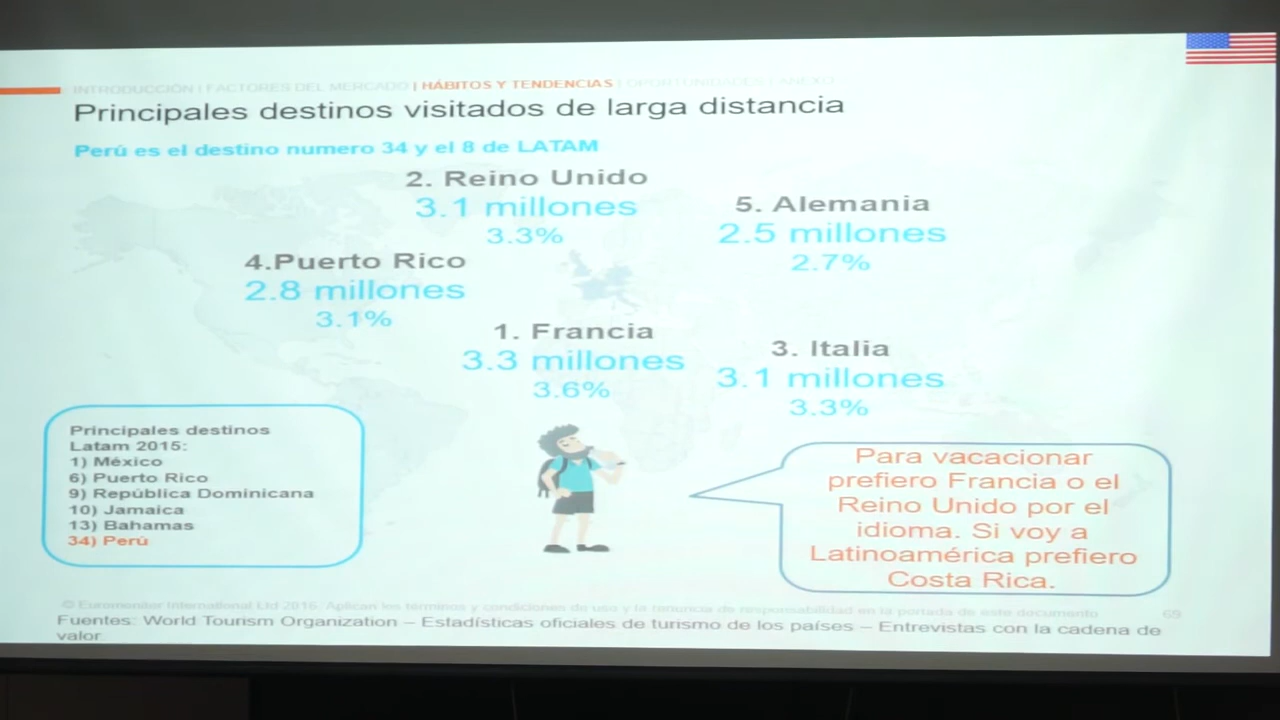 INTRODUCCIÓN | FACTORES DEL MERCADO | HÁBITOS Y TENDENCIAS | OPORTUNIDADES | ANEXO
Principales destinos visitados de larga distancia
Perú es el destino numero 34 y el 8 de LATAM
2. Reino Unido
3.1 millones
3.3%
5. Alemania
2.5 millones
2.7%
4.Puerto Rico
2.8 millones
3.1%
1. Francia
3.3 millones
3.6%
3. Italia
3.1 millones
3.3%
Principales destinos
Latam 2015:
1) México
6) Puerto Rico
9) República Dominicana
10) Jamaica
13) Bahamas
34) Perú
Para vacacionar
prefiero Francia o el
Reino Unido por el
idioma. Si voy a
Latinoamérica prefiero
Costa Rica.
© Euromonitor International Ltd 2016. Aplican los términos y condiciones de uso y la renuncia de responsabilidad en la portada de este documento
69
Fuentes: World Tourism Organization – Estadísticas oficiales de turismo de los países – Entrevistas con la cadena de
valor